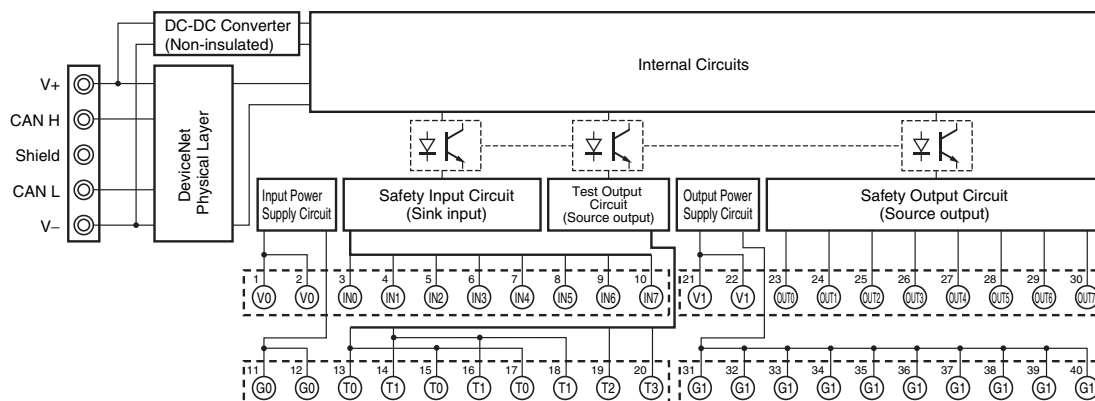 DC-DC Converter
(Non-insulated)
Internal Circuits
V+
CAN H
Shield
CAN L
V–
DeviceNet
Physical Layer
Input Power
Supply Circuit
Safety Input Circuit
(Sink input)
Test Output
Circuit
(Source output)
Output Power
Supply Circuit
Safety Output Circuit
(Source output)
1 2 3 4 5 6 7 8 9 10
V0 V0 IN0 IN1 IN2 IN3 IN4 IN5 IN6 IN7
21 22 23 24 25 26 27 28 29 30
V1 V1 OUT0 OUT1 OUT2 OUT3 OUT4 OUT5 OUT6 OUT7
11 12 13 14 15 16 17 18 19 20
G0 G0 T0 T1 T0 T1 T0 T1 T2 T3
31 32 33 34 35 36 37 38 39 40
G1 G1 G1 G1 G1 G1 G1 G1 G1 G1